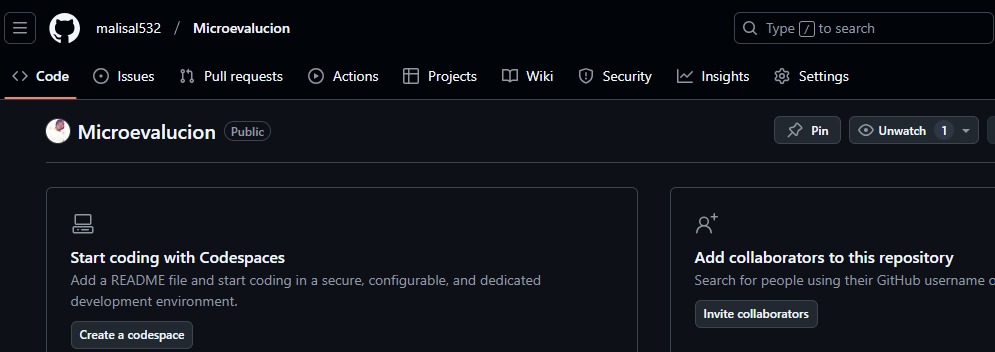 malisal532 / Microevalucion
Type / to search
Code Issues Pull requests Actions Projects Wiki Security Insights Settings
Microevalucion Public
Pin Unwatch 1
Start coding with Codespaces
Add a README file and start coding in a secure, configurable, and dedicated
development environment.
Create a codespace
Add collaborators to this repository
Search for people using their GitHub username
Invite collaborators